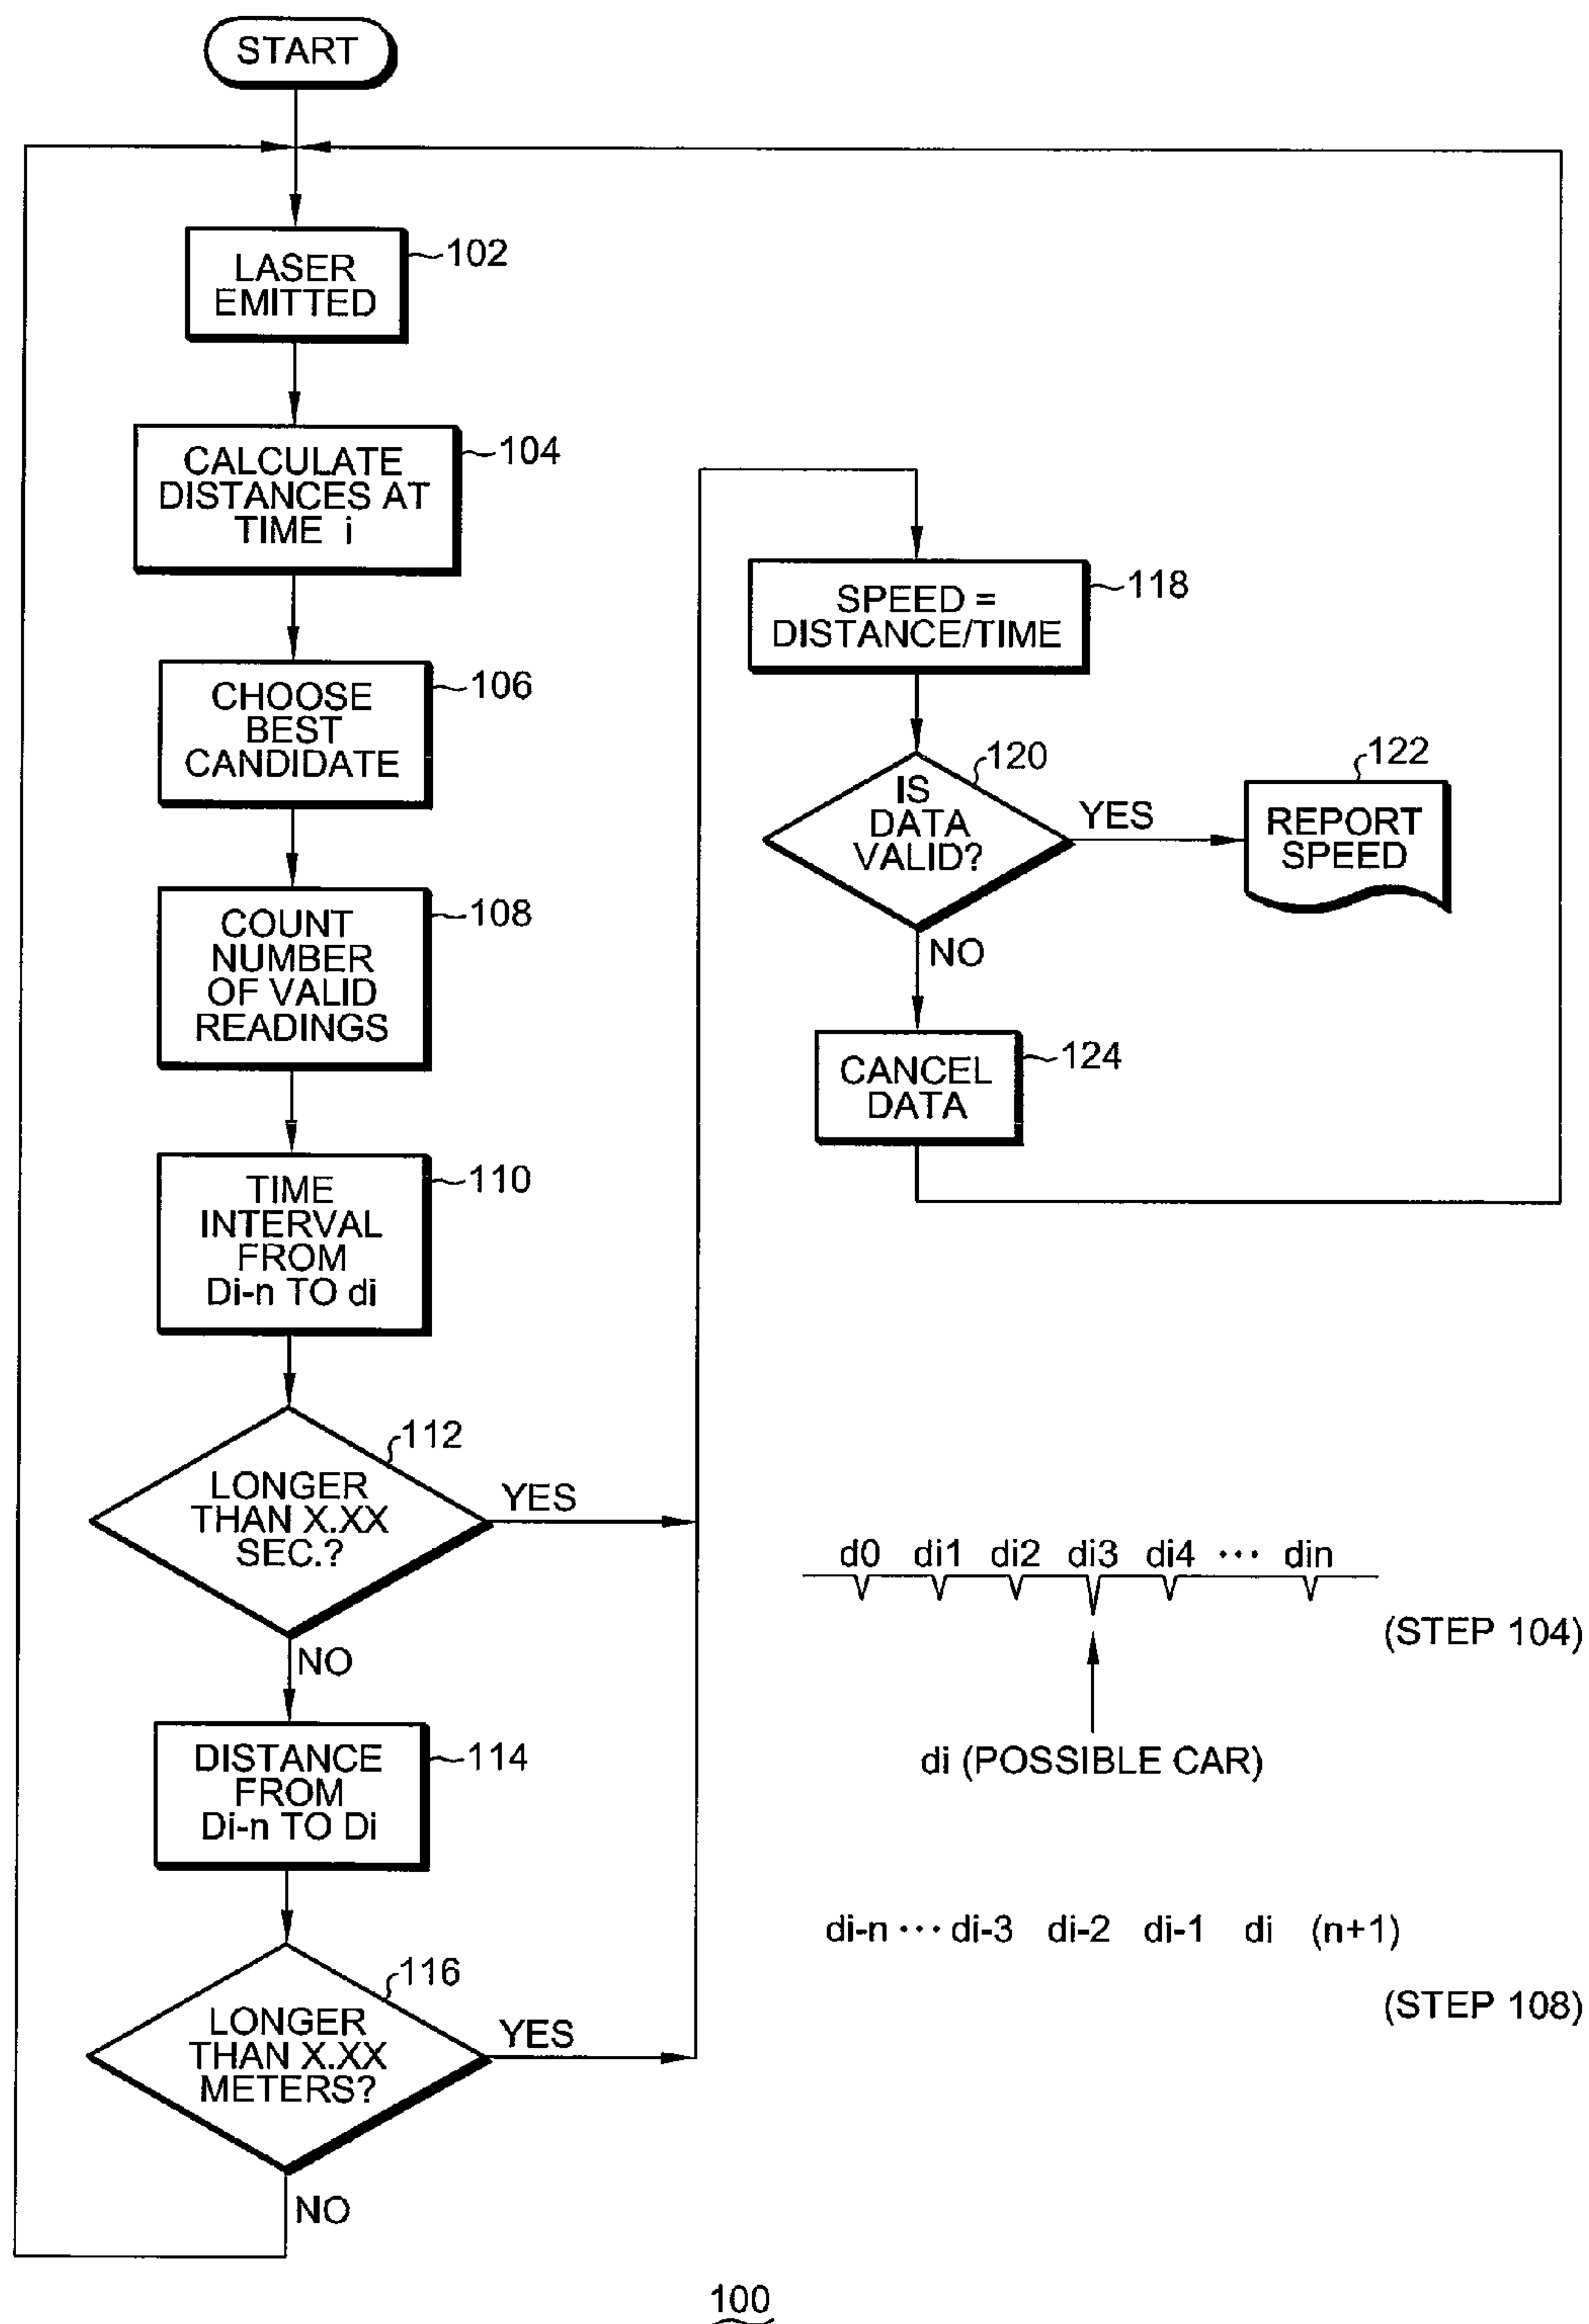 START
LASER
EMITTED
102
CALCULATE
DISTANCES AT
TIME i
104
CHOOSE
BEST
CANDIDATE
106
COUNT
NUMBER
OF VALID
READINGS
108
TIME
INTERVAL
FROM
Di-n TO di
110
LONGER
THAN X.XX
SEC.?
112
YES
NO
DISTANCE
FROM
Di-n TO Di
114
LONGER
THAN X.XX
METERS?
116
YES
NO
SPEED =
DISTANCE/TIME
118
IS
DATA
VALID?
120
YES
NO
REPORT
SPEED
122
CANCEL
DATA
124
d0 di1 di2 di3 di4 ··· din
(STEP 104)
di (POSSIBLE CAR)
di-n ··· di-3 di-2 di-1 di (n+1)
(STEP 108)
100